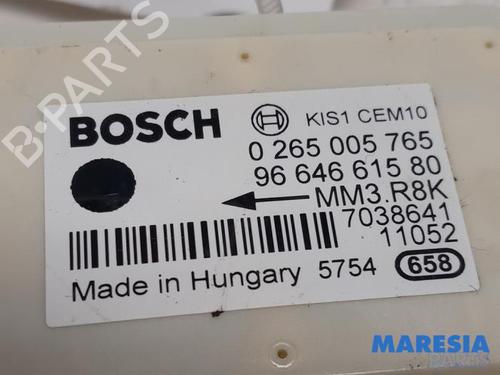 B-PARTS
BOSCH
KIS1 CEM10
0 265 005 765
96 646 615 80
MM3.R8K
7038641
11052
Made in Hungary 5754 658
MARESIA
PARTS